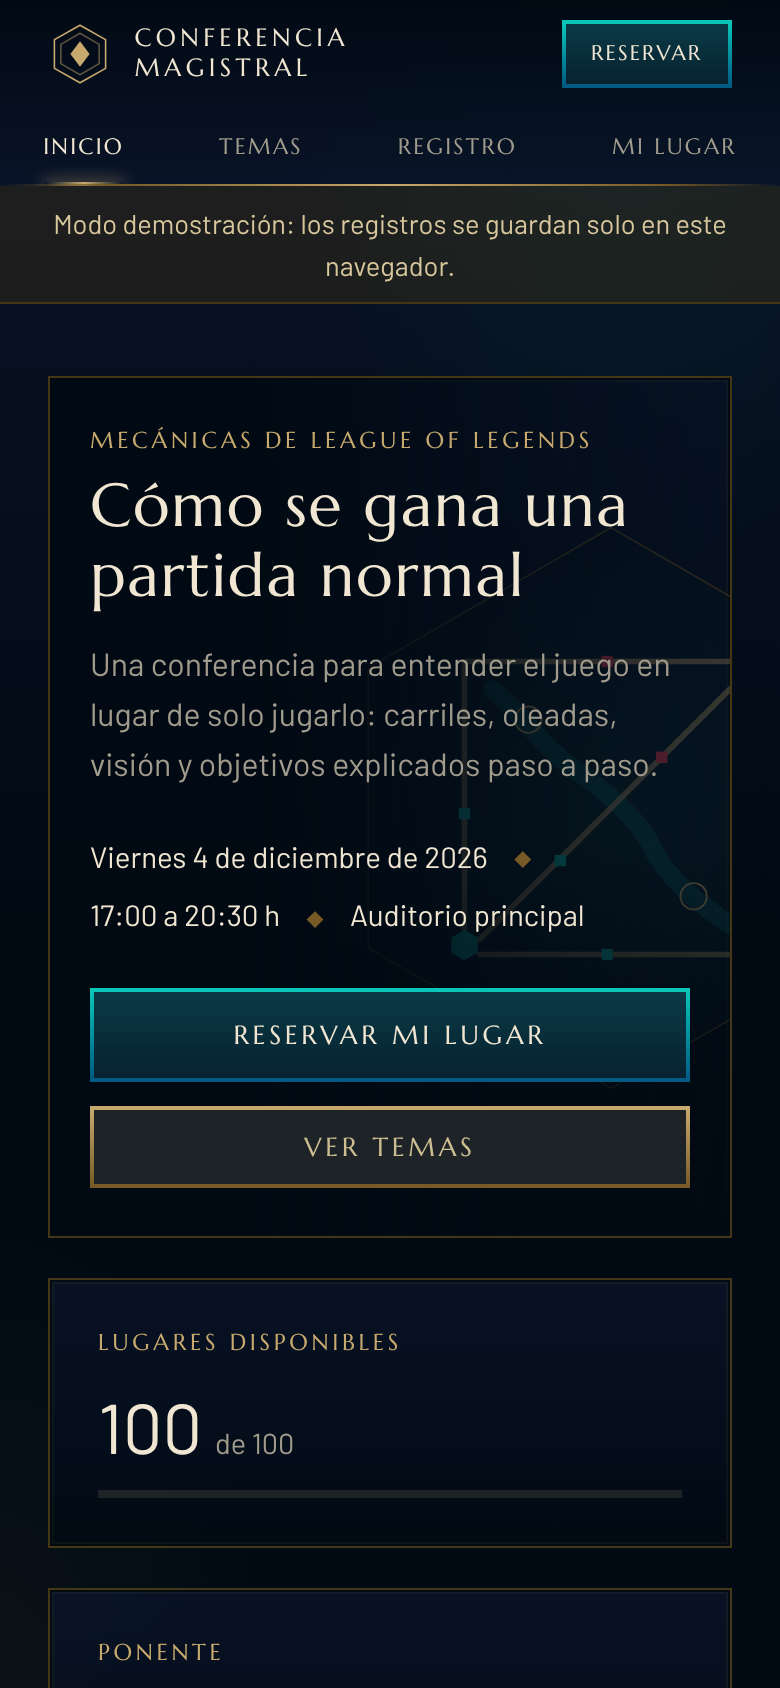 CONFERENCIA
MAGISTRAL
RESERVAR
INICIO
TEMAS
REGISTRO
MI LUGAR
Modo demostración: los registros se guardan solo en este
navegador.
MECÁNICAS DE LEAGUE OF LEGENDS
Cómo se gana una
partida normal
Una conferencia para entender el juego en
lugar de solo jugarlo: carriles, oleadas,
visión y objetivos explicados paso a paso.
Viernes 4 de diciembre de 2026
17:00 a 20:30 h
Auditorio principal
RESERVAR MI LUGAR
VER TEMAS
LUGARES DISPONIBLES
100 de 100
PONENTE